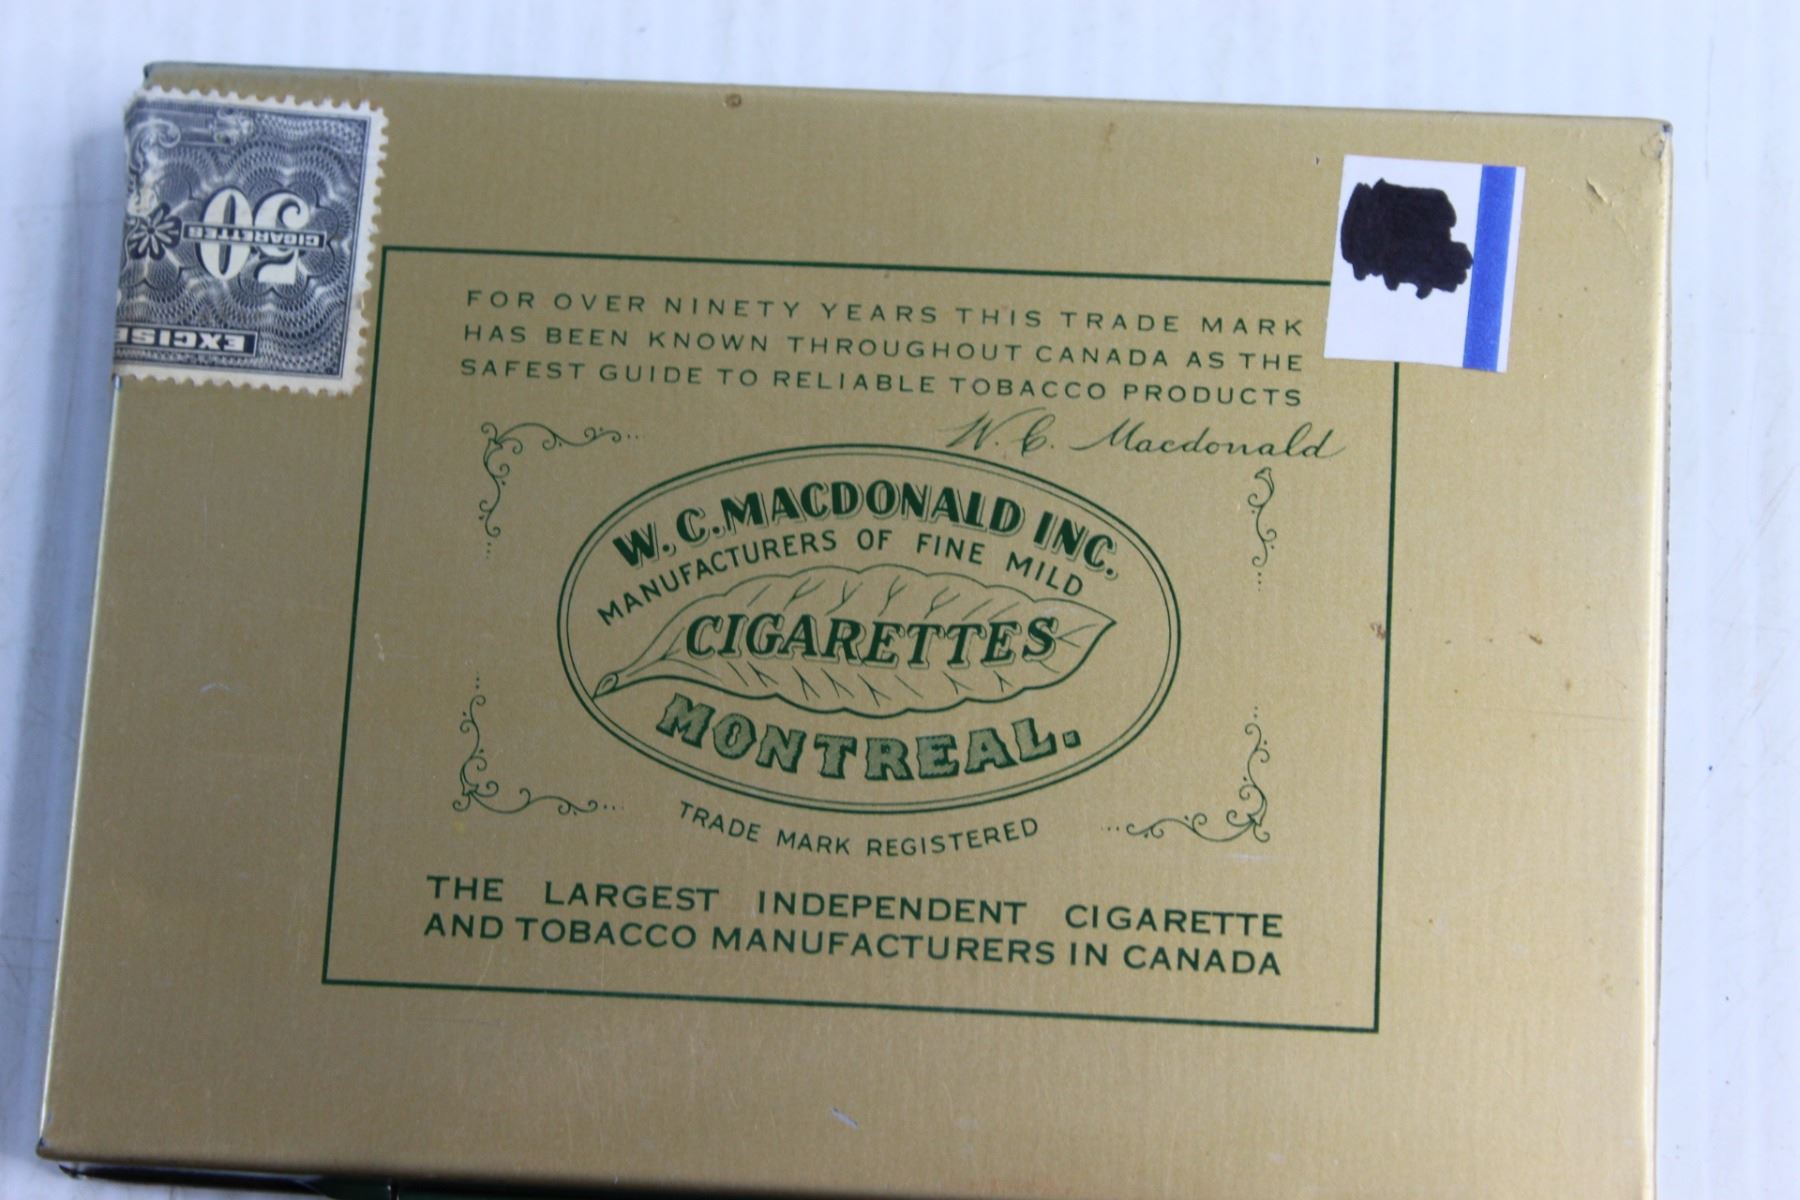 50
CIGARETTES
EXCISE
FOR OVER NINETY YEARS THIS TRADE MARK
HAS BEEN KNOWN THROUGHOUT CANADA AS THE
SAFEST GUIDE TO RELIABLE TOBACCO PRODUCTS
W. C. Macdonald
W. C. MACDONALD INC.
MANUFACTURERS OF FINE MILD
CIGARETTES
MONTREAL.
TRADE MARK REGISTERED
THE LARGEST INDEPENDENT CIGARETTE
AND TOBACCO MANUFACTURERS IN CANADA